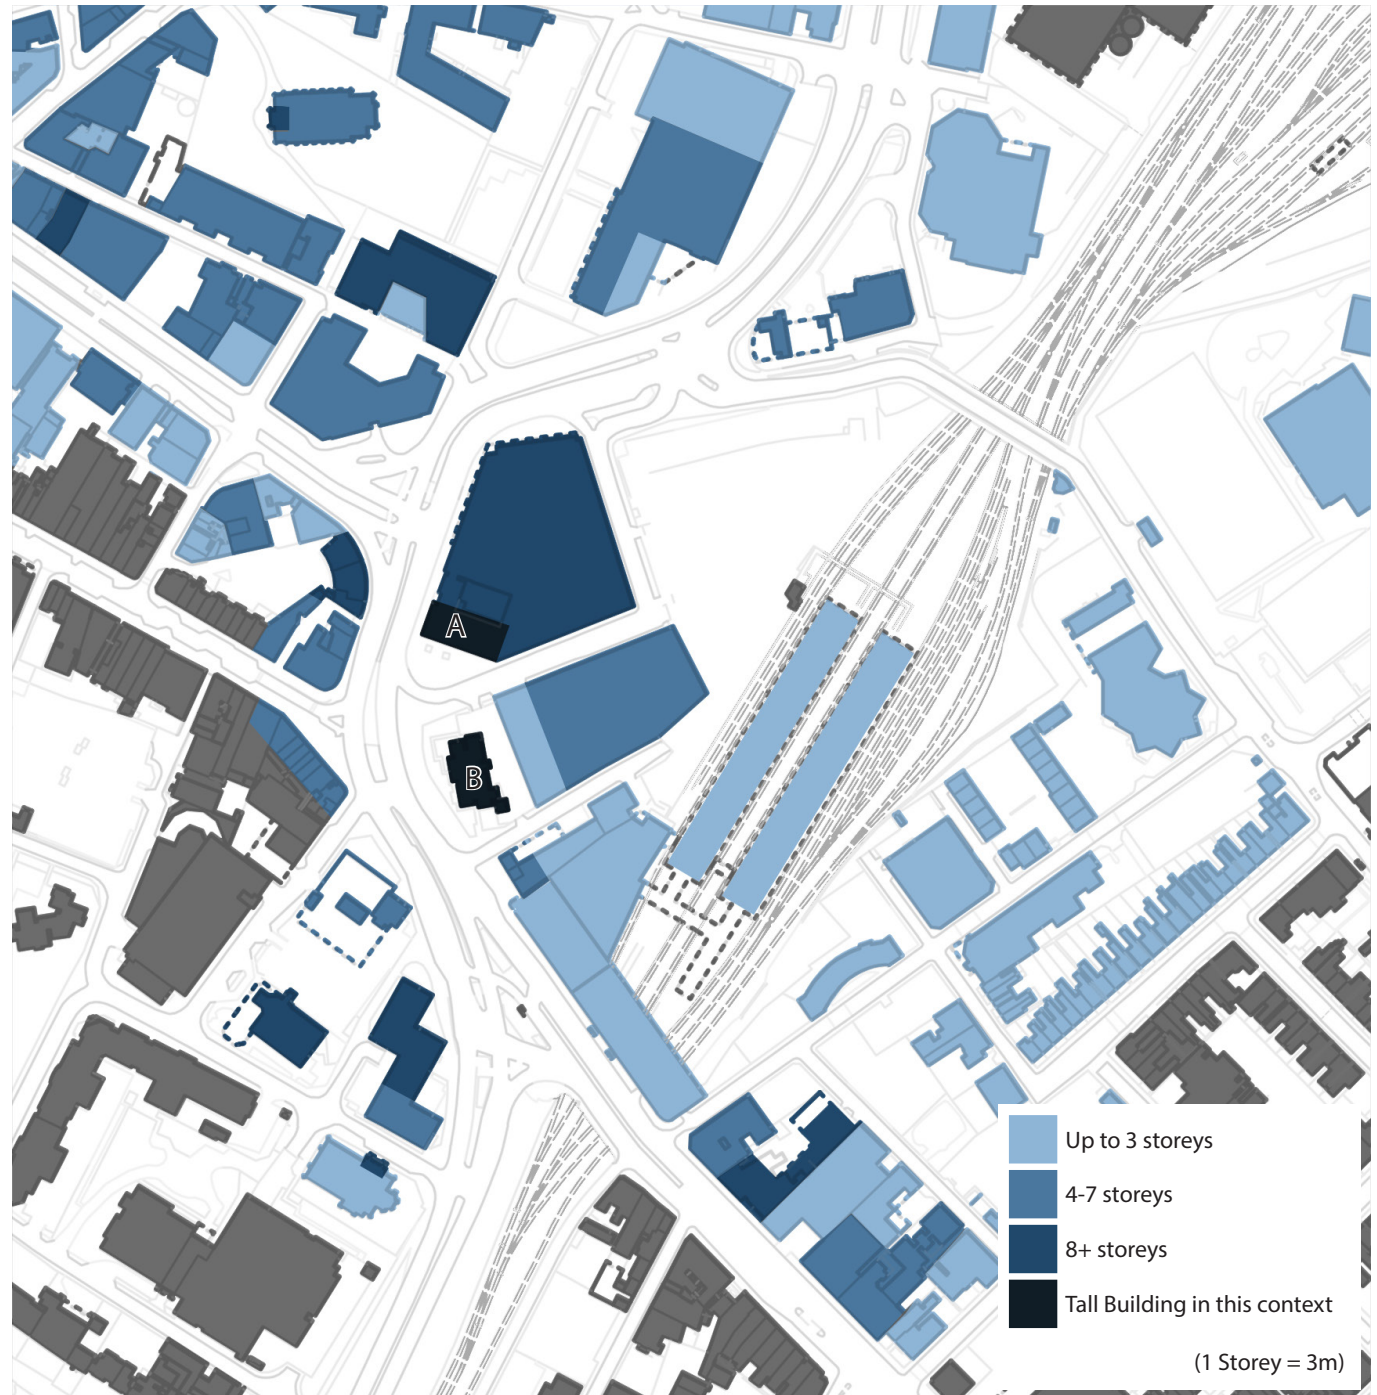 A
B
Up to 3 storeys
4-7 storeys
8+ storeys
Tall Building in this context
(1 Storey = 3m)